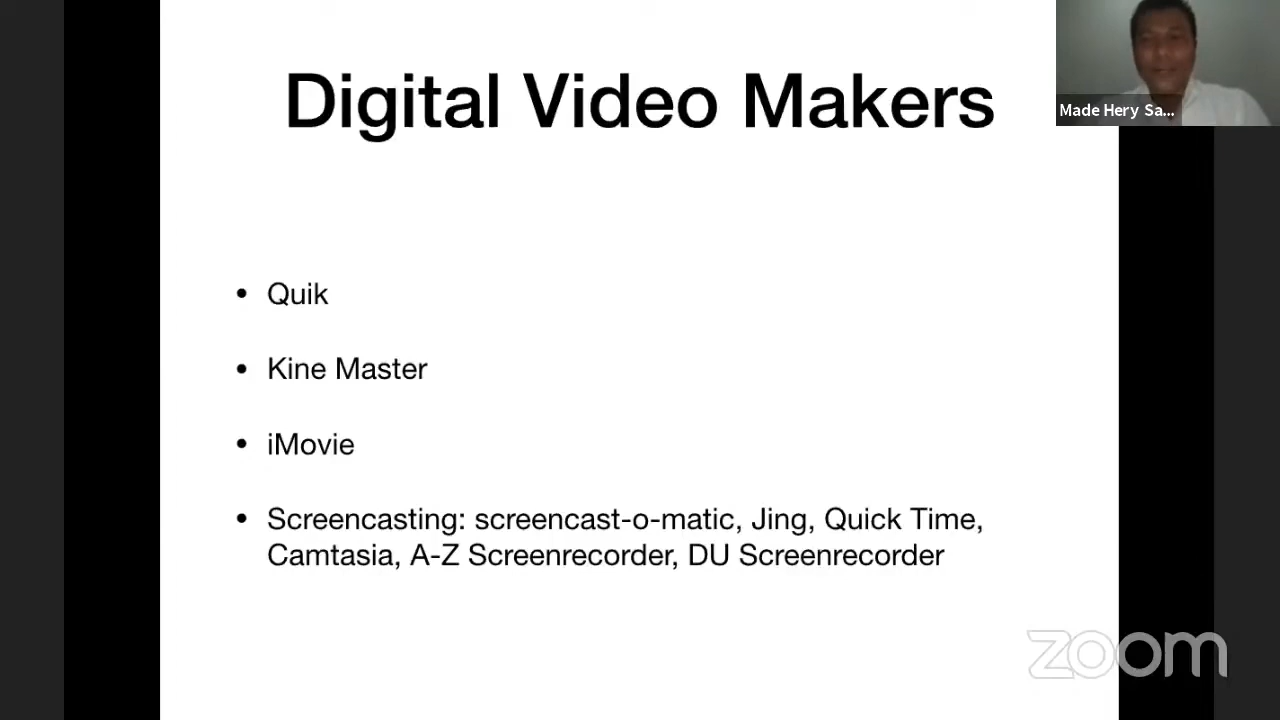 Digital Video Makers
Made Hery Sa...
• Quik
• Kine Master
• iMovie
• Screencasting: screencast-o-matic, Jing, Quick Time,
Camtasia, A-Z Screenrecorder, DU Screenrecorder
zoom